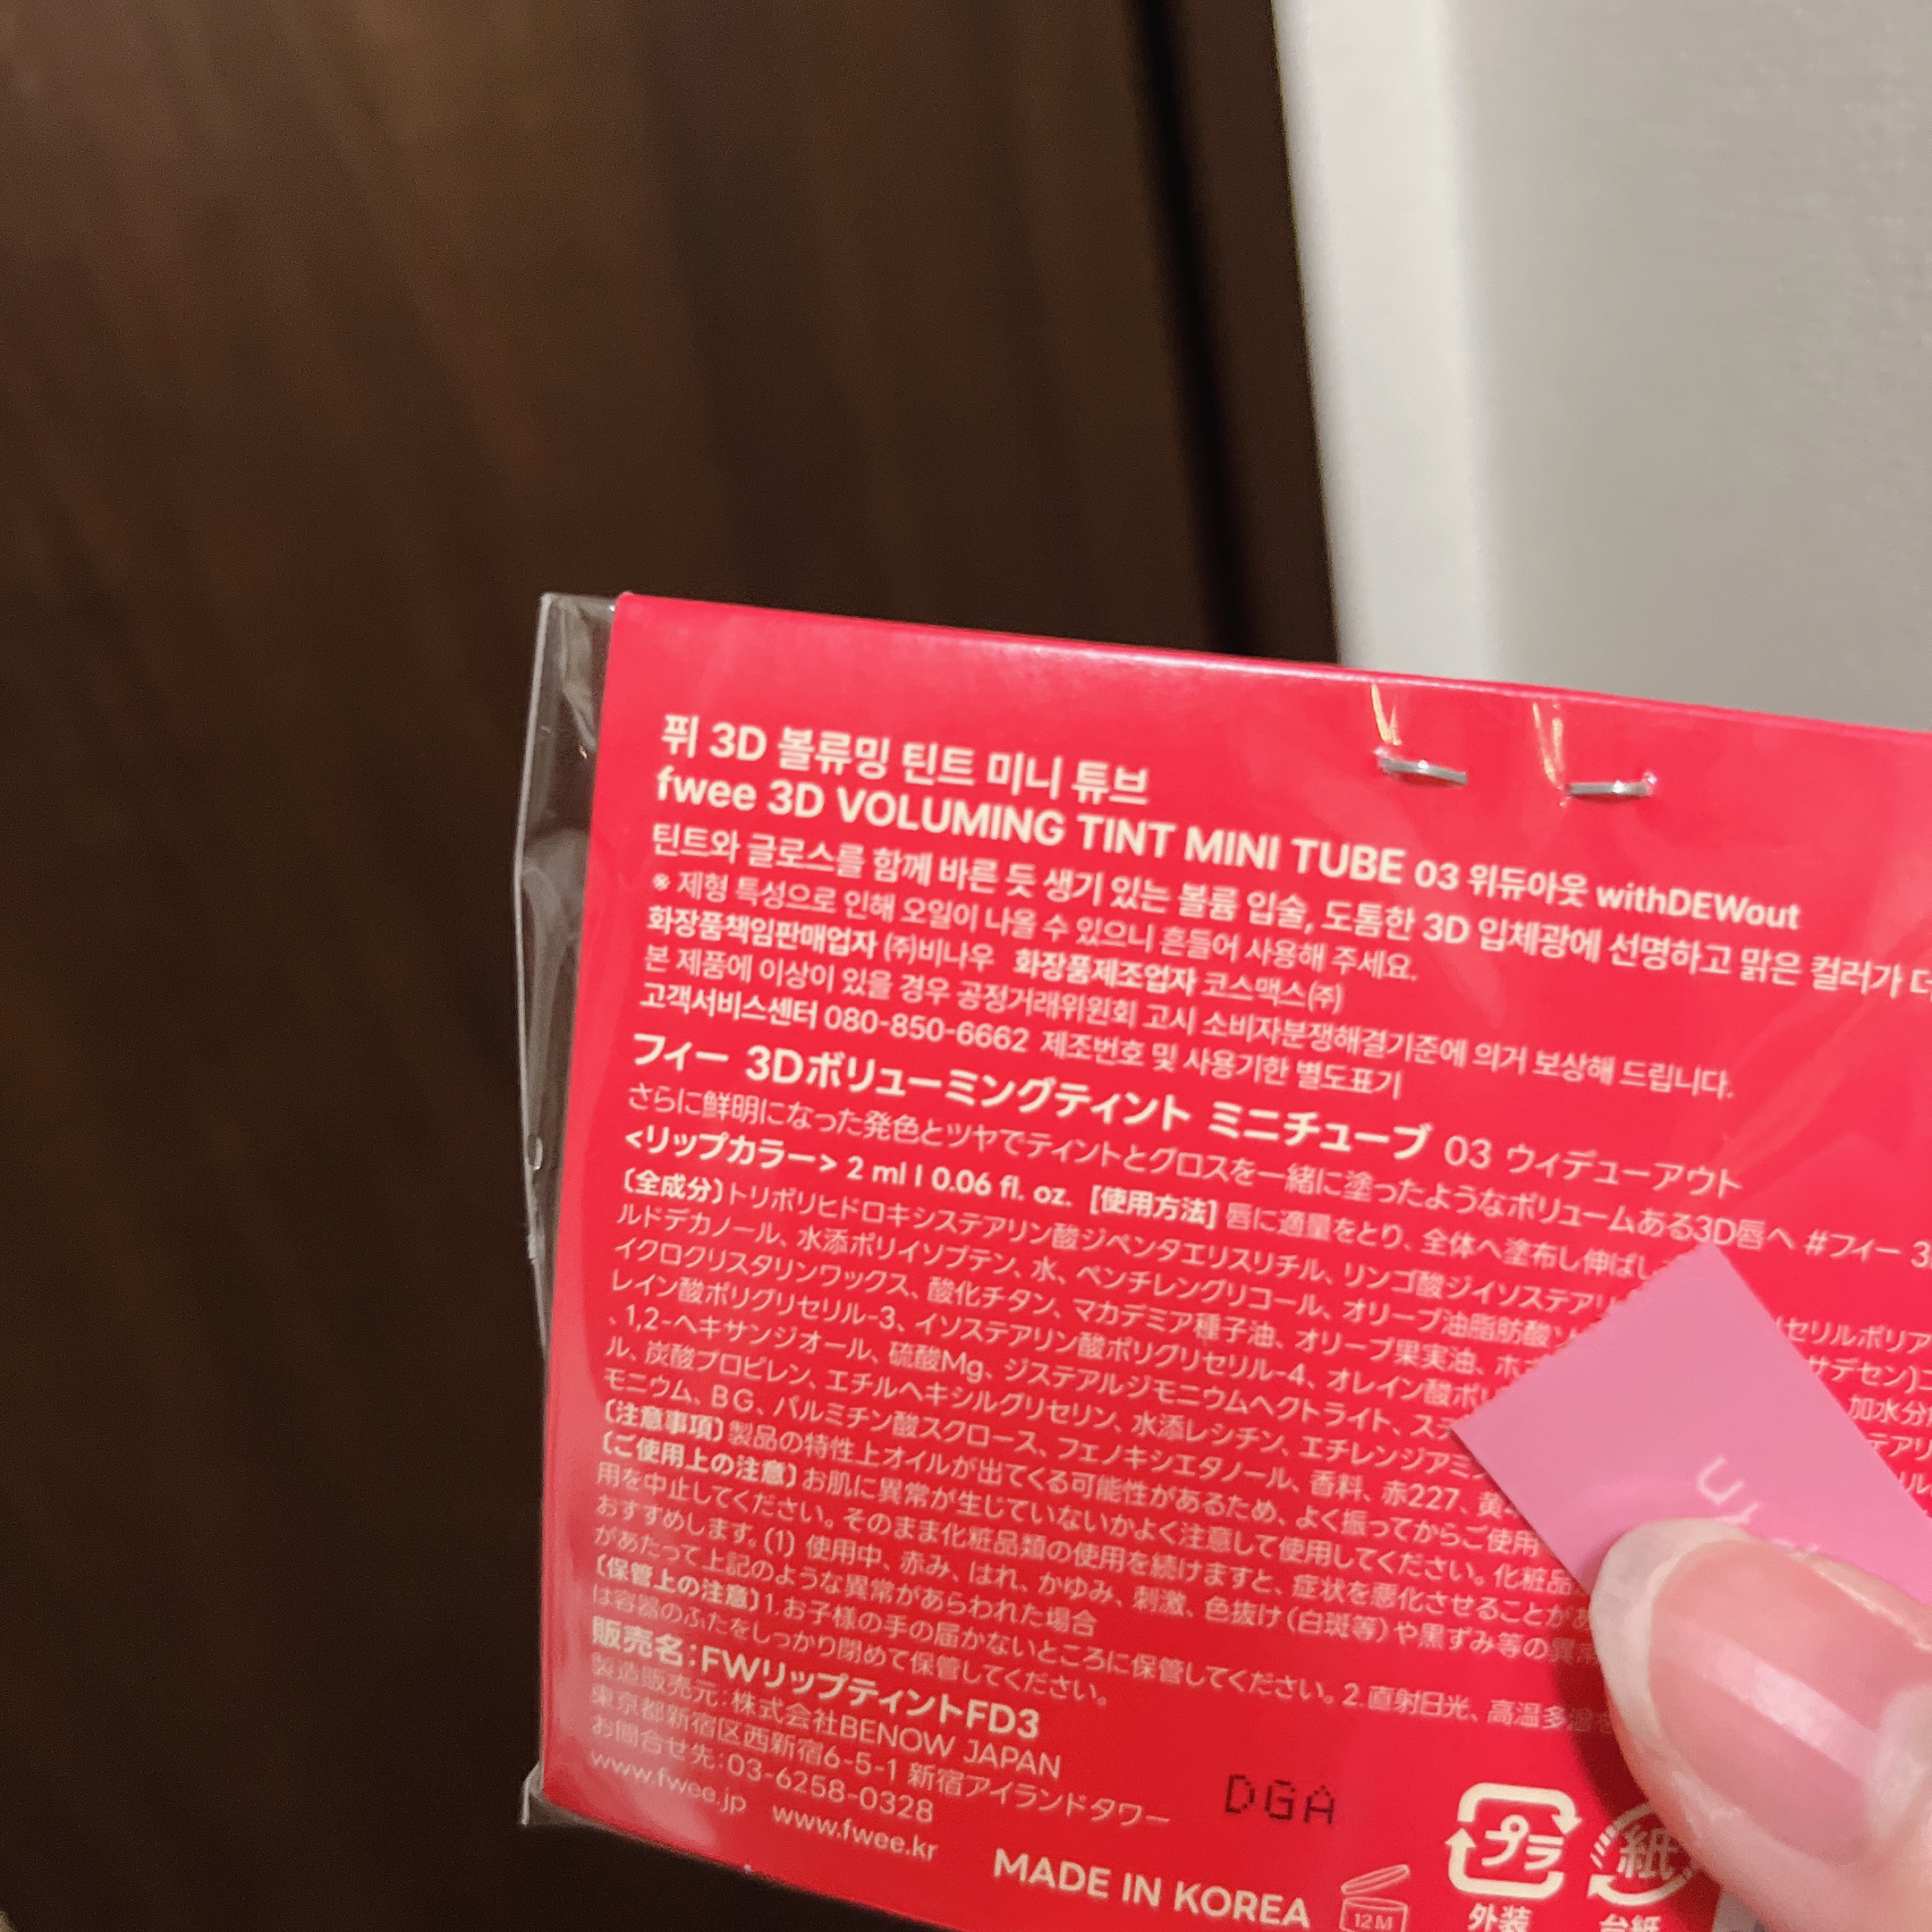 퓌 3D 볼류밍 틴트 미니 튜브
fwee 3D VOLUMING TINT MINI TUBE 03 위듀아웃 withDEWout
틴트와 글로스를 함께 바른 듯 생기 있는 볼륨 입술, 도톰한 3D 입체광에 선명하고 맑은 컬러가
※ 제형 특성으로 인해 오일이 나올 수 있으니 흔들어 사용해 주세요.
화장품책임판매업자 ㈜비나우 화장품제조업자 코스맥스㈜
본 제품에 이상이 있을 경우 공정거래위원회 고시 소비자분쟁해결기준에 의거 보상해 드립니다.
고객서비스센터 080-850-6662 제조번호 및 사용기한 별도표기
フィー 3Dボリューミングティント ミニチューブ 03 ウィデューアウト
さらに鮮明になった発色とツヤでティントとグロスを一緒に塗ったようなボリュームある3D唇へ #フィー
<リップカラー> 2 ml I 0.06 fl. oz. [使用方法] 唇に適量をとり、全体へ塗布し伸ばし
〔全成分〕トリポリヒドロキシステアリン酸ジペンタエリスリチル、リンゴ酸ジイソステアリ セリルポリア
ルドデカノール、水添ポリイソブテン、水、ペンチレングリコール、オリーブ油脂肪酸ソ サデセン)コ
イクロクリスタリンワックス、酸化チタン、マカデミア種子油、オリーブ果実油、ホホ 加水分
レイン酸ポリグリセリル-3、イソステアリン酸ポリグリセリル-4、オレイン酸ポリ テアリ
、1,2-ヘキサンジオール、硫酸Mg、ジステアルジモニウムヘクトライト、ステ
ル、炭酸プロピレン、エチルヘキシルグリセリン、水添レシチン、エチレンジアミン
モニウム、BG、パルミチン酸スクロース、フェノキシエタノール、香料、赤227、黄
〔注意事項〕製品の特性上オイルが出てくる可能性があるため、よく振ってからご使用
〔ご使用上の注意〕お肌に異常が生じていないかよく注意して使用してください。化粧品
用を中止してください。そのまま化粧品類の使用を続けますと、症状を悪化させることがあ
おすすめします。(1) 使用中、赤み、はれ、かゆみ、刺激、色抜け(白斑等)や黒ずみ等の異常
があたって上記のような異常があらわれた場合
〔保管上の注意〕1.お子様の手の届かないところに保管してください。2.直射日光、高温多湿
は容器のふたをしっかり閉めて保管してください。
販売名:FWリップティントFD3
製造販売元:株式会社BENOW JAPAN
東京都新宿区西新宿6-5-1 新宿アイランドタワー
お問合せ先:03-6258-0328
www.fwee.jp www.fwee.kr
DGA
MADE IN KOREA
12M
プラ
外装
紙
台紙